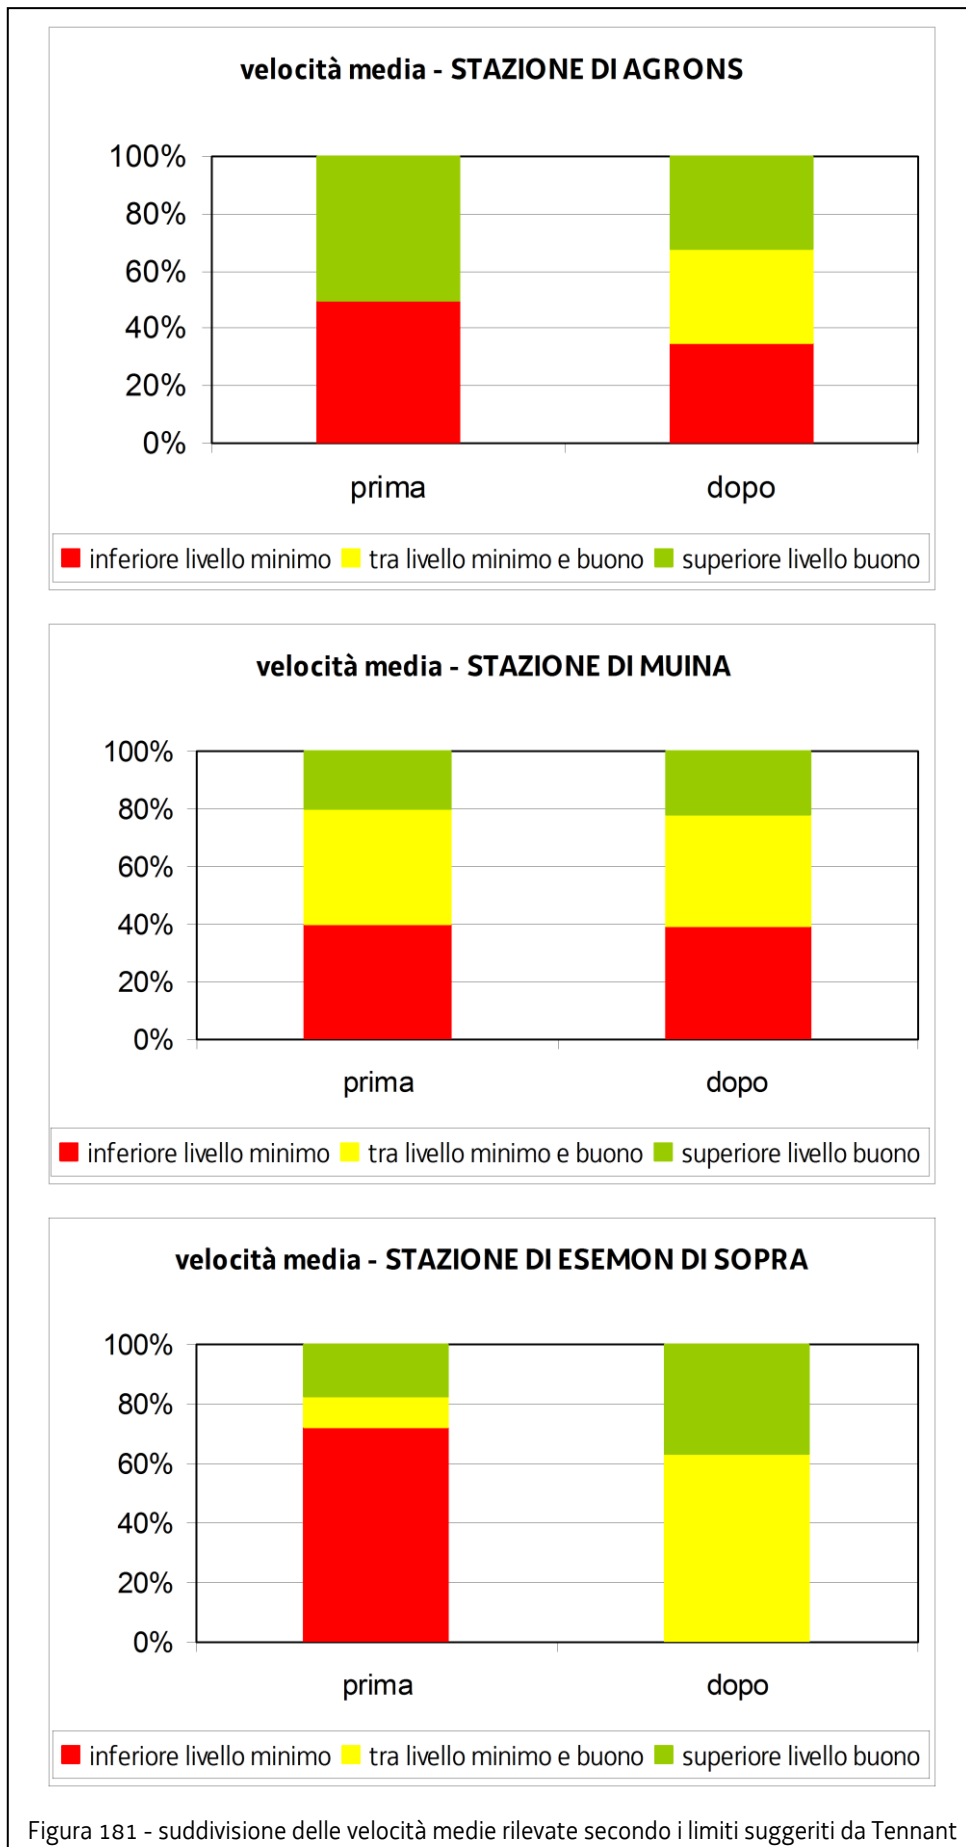 velocità media - STAZIONE DI AGRONS
100%
80%
60%
40%
20%
0%
prima dopo
inferiore livello minimo tra livello minimo e buono superiore livello buono
velocità media - STAZIONE DI MUINA
100%
80%
60%
40%
20%
0%
prima dopo
inferiore livello minimo tra livello minimo e buono superiore livello buono
velocità media - STAZIONE DI ESEMON DI SOPRA
100%
80%
60%
40%
20%
0%
prima dopo
inferiore livello minimo tra livello minimo e buono superiore livello buono
Figura 181 - suddivisione delle velocità medie rilevate secondo i limiti suggeriti da Tennant